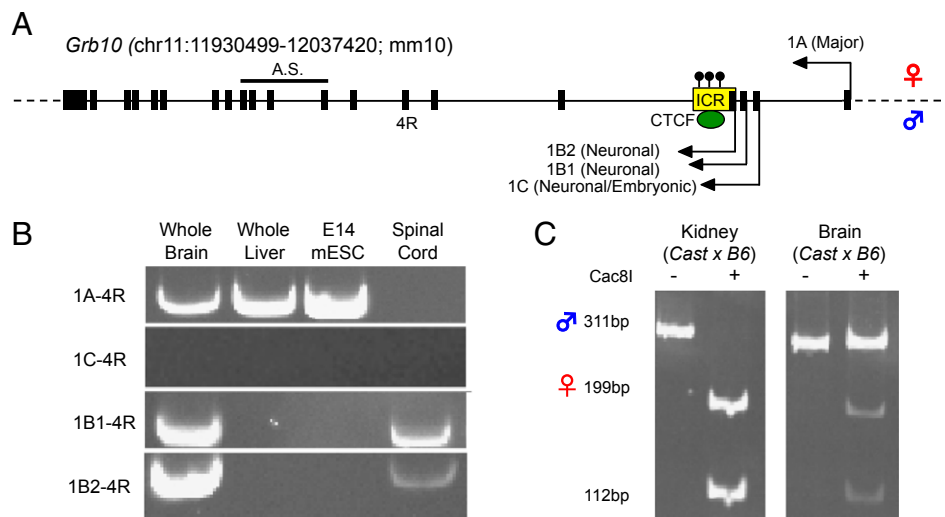 A
Grb10 (chr11:11930499-12037420; mm10)
A.S.
4R
1A (Major)
♀
ICR
CTCF
♂
1B2 (Neuronal)
1B1 (Neuronal)
1C (Neuronal/Embryonic)
B
Whole Brain
Whole Liver
E14 mESC
Spinal Cord
1A-4R
1C-4R
1B1-4R
1B2-4R
C
Kidney
(Cast x B6)
Brain
(Cast x B6)
Cac8I
- +
- +
♂ 311bp
♀ 199bp
112bp